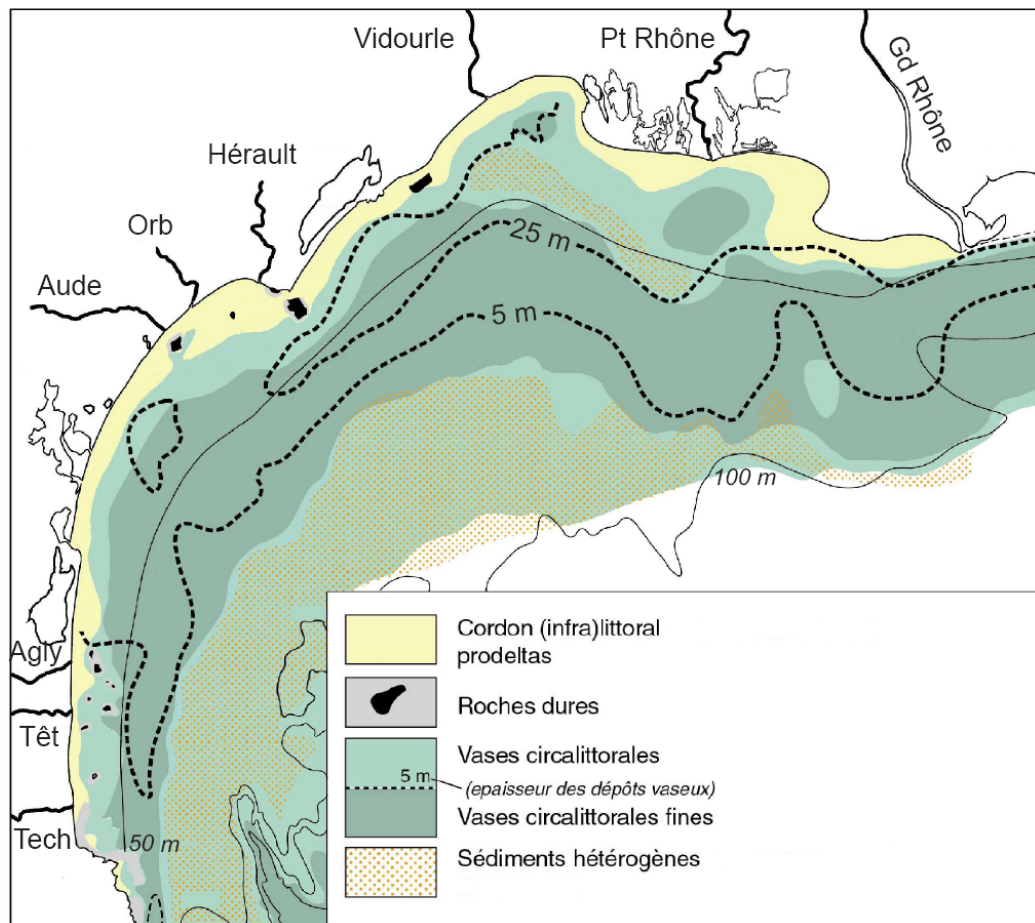 Vidourle
Pt Rhône
Gd Rhône
Hérault
Orb
Aude
25 m
5 m
100 m
Agly
Têt
Tech
50 m
Cordon (infra)littoral
prodeltas
Roches dures
Vases circalittorales
5 m
(epaisseur des dépôts vaseux)
Vases circalittorales fines
Sédiments hétérogènes